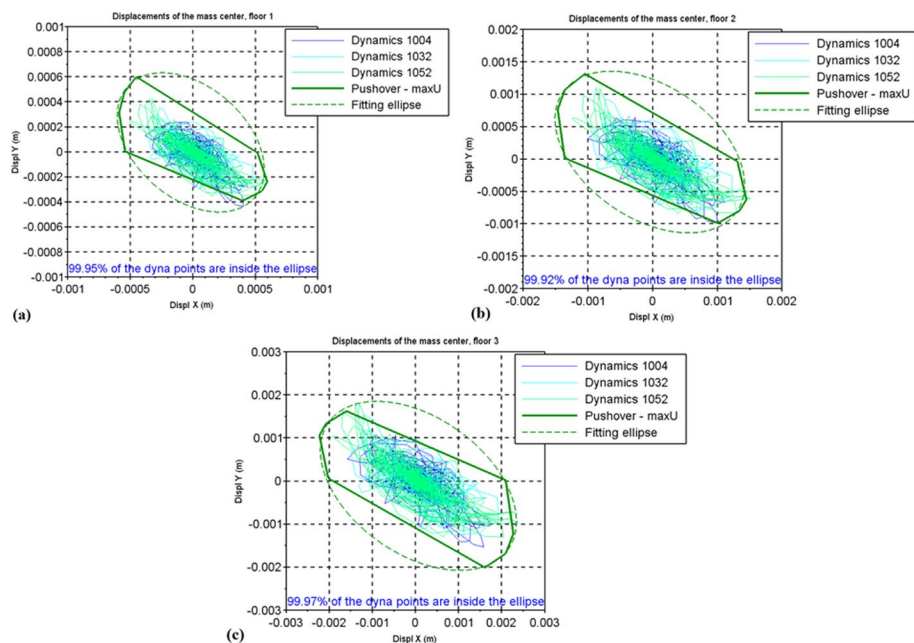 Displacements of the mass center, floor 1
Dynamics 1004
Dynamics 1032
Dynamics 1052
Pushover - maxU
Fitting ellipse
0.001
0.0008
0.0006
0.0004
0.0002
0
-0.0002
-0.0004
-0.0006
-0.0008
-0.001
Displ Y (m)
99.95% of the dyna points are inside the ellipse
-0.001 -0.0005 0 0.0005 0.001
Displ X (m)
(a)
Displacements of the mass center, floor 2
Dynamics 1004
Dynamics 1032
Dynamics 1052
Pushover - maxU
Fitting ellipse
0.002
0.0015
0.001
0.0005
0
-0.0005
-0.001
-0.0015
-0.002
Displ Y (m)
99.92% of the dyna points are inside the ellipse
-0.002 -0.001 0 0.001 0.002
Displ X (m)
(b)
Displacements of the mass center, floor 3
Dynamics 1004
Dynamics 1032
Dynamics 1052
Pushover - maxU
Fitting ellipse
0.003
0.002
0.001
0
-0.001
-0.002
-0.003
Displ Y (m)
99.97% of the dyna points are inside the ellipse
-0.003 -0.002 -0.001 0 0.001 0.002 0.003
Displ X (m)
(c)